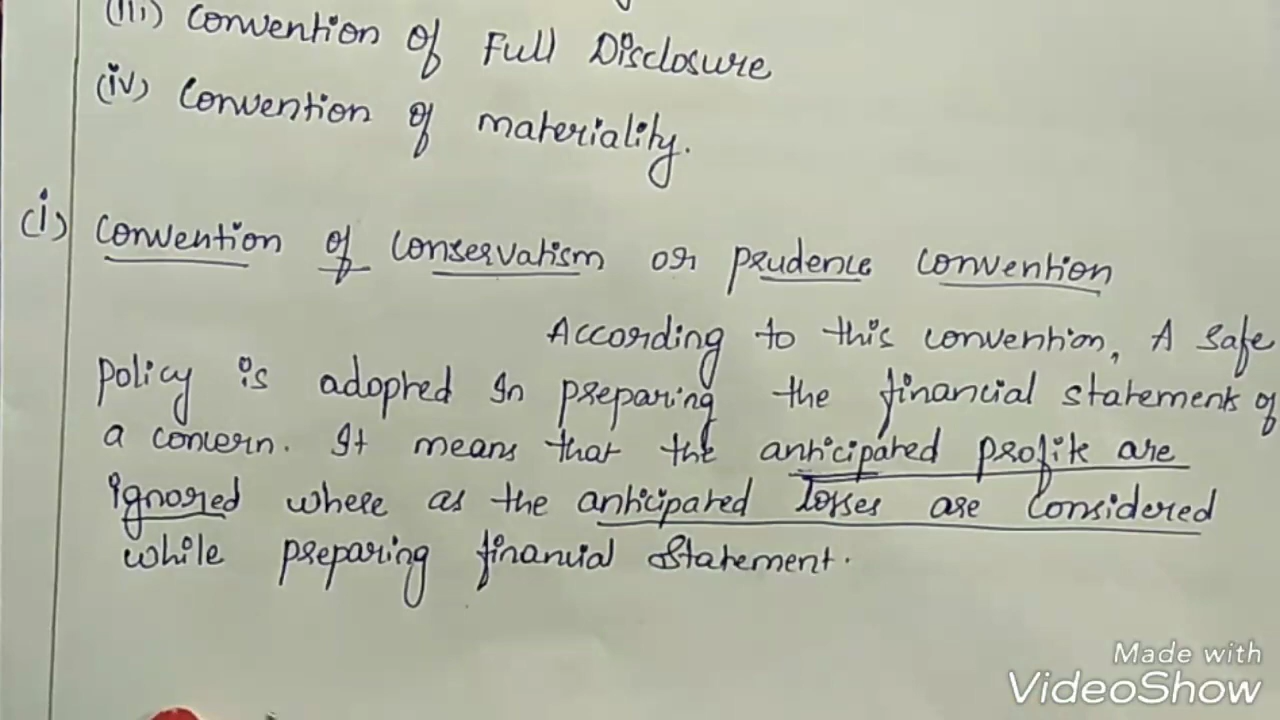 (iii) Convention of Full Disclosure
(iv) Convention of materiality.
(i) Convention of Conservatism or prudence convention
According to this convention, A safe
policy is adopted In preparing the financial statements of
a concern. It means that the anticipated profits are
ignored where as the anticipated losses are Considered
while preparing financial Statement.
Made with
VideoShow